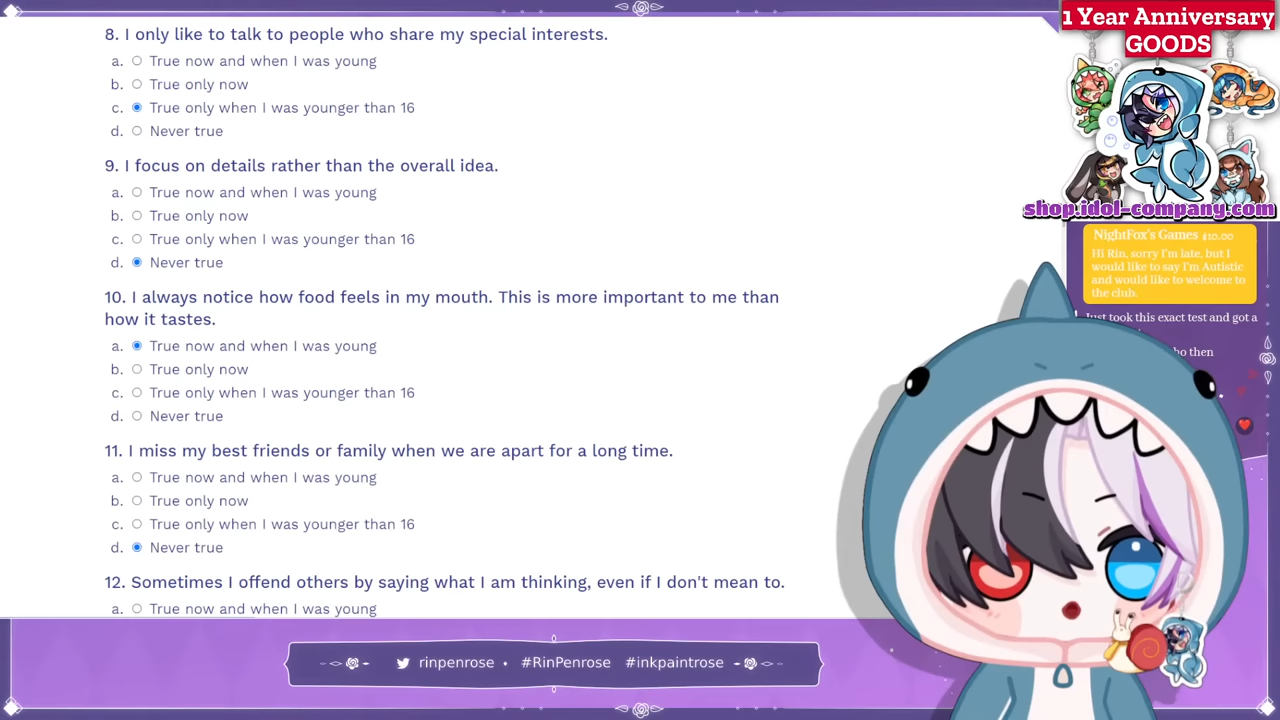 8. I only like to talk to people who share my special interests.
a. True now and when I was young
b. True only now
c. True only when I was younger than 16
d. Never true
9. I focus on details rather than the overall idea.
a. True now and when I was young
b. True only now
c. True only when I was younger than 16
d. Never true
10. I always notice how food feels in my mouth. This is more important to me than
how it tastes.
a. True now and when I was young
b. True only now
c. True only when I was younger than 16
d. Never true
11. I miss my best friends or family when we are apart for a long time.
a. True now and when I was young
b. True only now
c. True only when I was younger than 16
d. Never true
12. Sometimes I offend others by saying what I am thinking, even if I don't mean to.
a. True now and when I was young
1 Year Anniversary
GOODS
shop.idol-company.com
NightFox's Games $10.00
Hi Rin, sorry I'm late, but I
would like to say I'm Autistic
and would like to welcome to
the club.
Just took this exact test and got a
then
rinpenrose • #RinPenrose #inkpaintrose